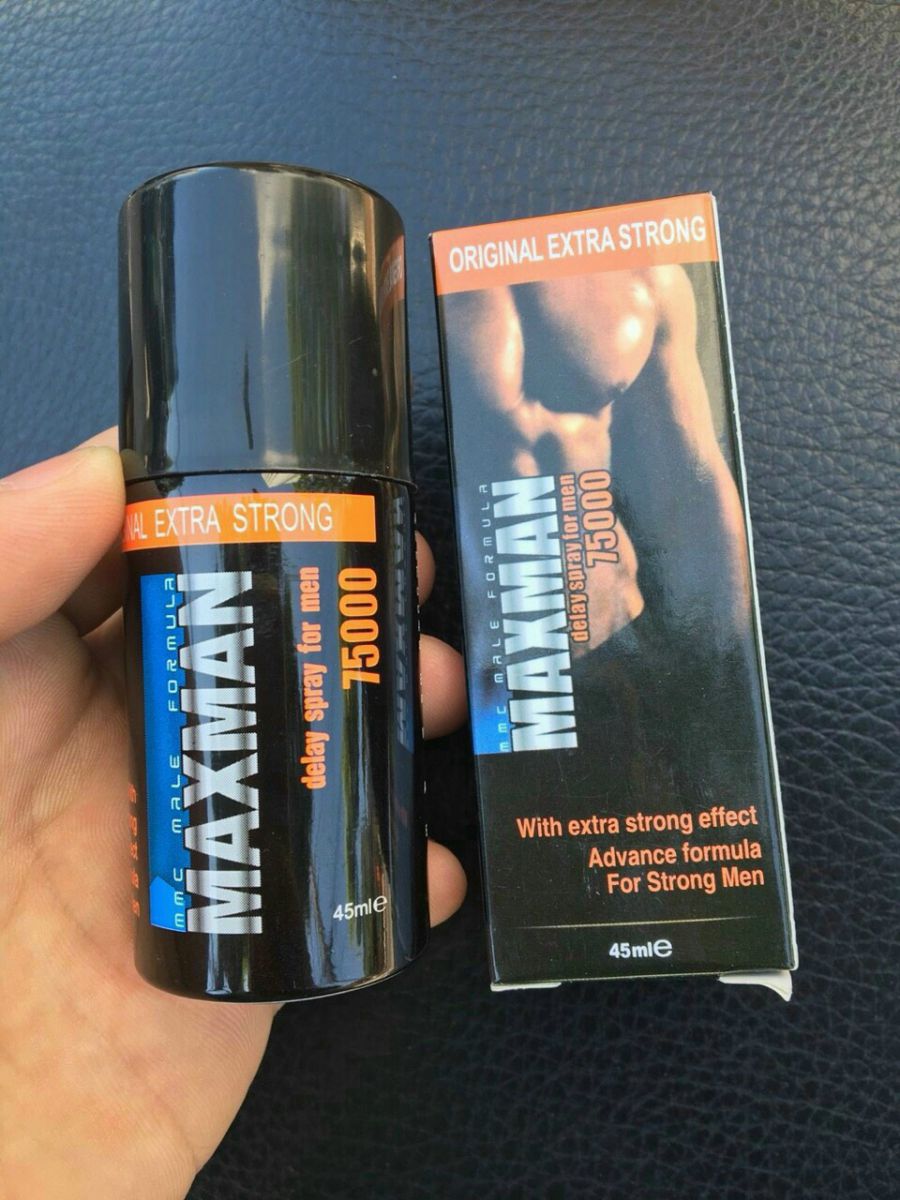 NAL EXTRA STRONG
MMC MALE FORMULA
MAXMAN
delay spray for men
75000
45ml e
ORIGINAL EXTRA STRONG
MMC MALE FORMULA
MAXMAN
delay spray for men
75000
With extra strong effect
Advance formula
For Strong Men
45ml e